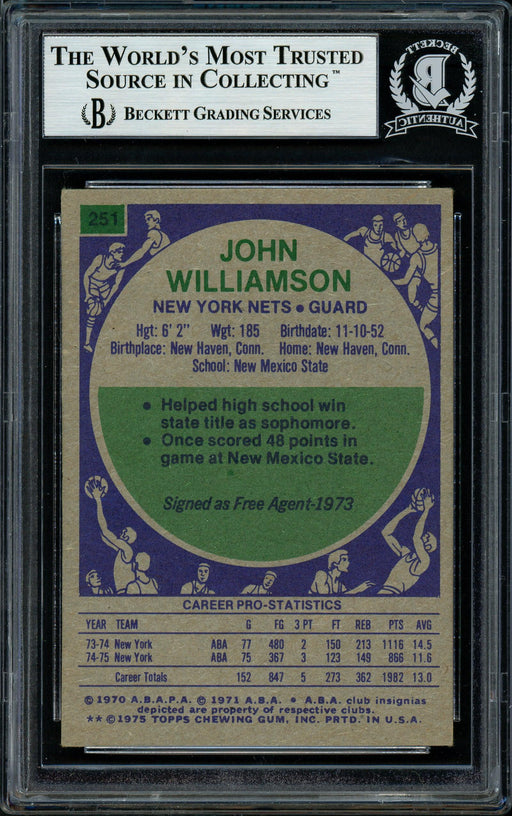 THE WORLD'S MOST TRUSTED
SOURCE IN COLLECTING™
B BECKETT GRADING SERVICES
BECKETT
B
AUTHENTIC
251
JOHN
WILLIAMSON
NEW YORK NETS • GUARD
Hgt: 6' 2" Wgt: 185 Birthdate: 11-10-52
Birthplace: New Haven, Conn. Home: New Haven, Conn.
School: New Mexico State
• Helped high school win
state title as sophomore.
• Once scored 48 points in
game at New Mexico State.
Signed as Free Agent-1973
CAREER PRO-STATISTICS
YEAR TEAM G FG 3 PT FT REB PTS AVG
73-74 New York ABA 77 480 2 150 213 1116 14.5
74-75 New York ABA 75 367 3 123 149 866 11.6
Career Totals 152 847 5 273 362 1982 13.0
© 1970 A.B.A.P.A. © 1971 A.B.A. • A.B.A. club insignias
depicted are property of respective clubs.
** © 1975 TOPPS CHEWING GUM, INC. PRTD. IN U.S.A.